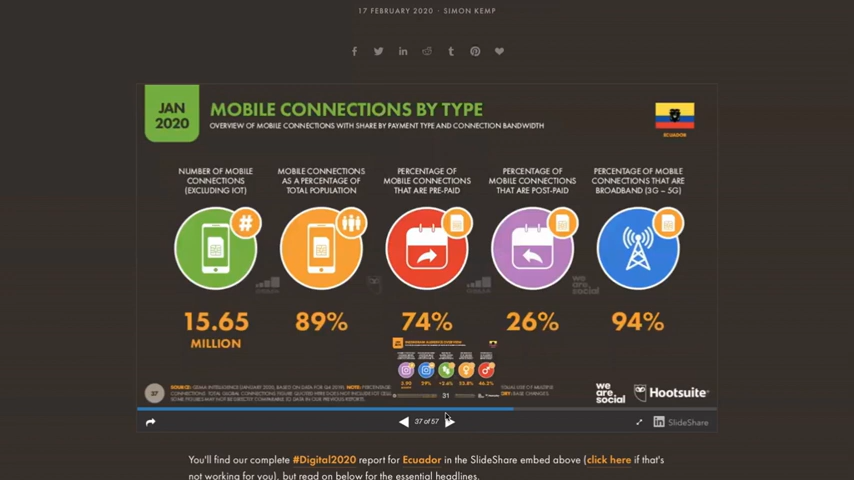 17 FEBRUARY 2020 · SIMON KEMP
JAN
2020
MOBILE CONNECTIONS BY TYPE
OVERVIEW OF MOBILE CONNECTIONS WITH SHARE BY PAYMENT TYPE AND CONNECTION BANDWIDTH
ECUADOR
NUMBER OF MOBILE
CONNECTIONS
(EXCLUDING IOT)
MOBILE CONNECTIONS
AS A PERCENTAGE OF
TOTAL POPULATION
PERCENTAGE OF
MOBILE CONNECTIONS
THAT ARE PRE-PAID
PERCENTAGE OF
MOBILE CONNECTIONS
THAT ARE POST-PAID
PERCENTAGE OF MOBILE
CONNECTIONS THAT ARE
BROADBAND (3G – 5G)
#
we
are.
social
15.65
MILLION
89%
74%
26%
94%
37
31
we
are.
social
Hootsuite
37 of 57
in SlideShare
You'll find our complete #Digital2020 report for Ecuador in the SlideShare embed above (click here if that's
not working for you), but read on below for the essential headlines.